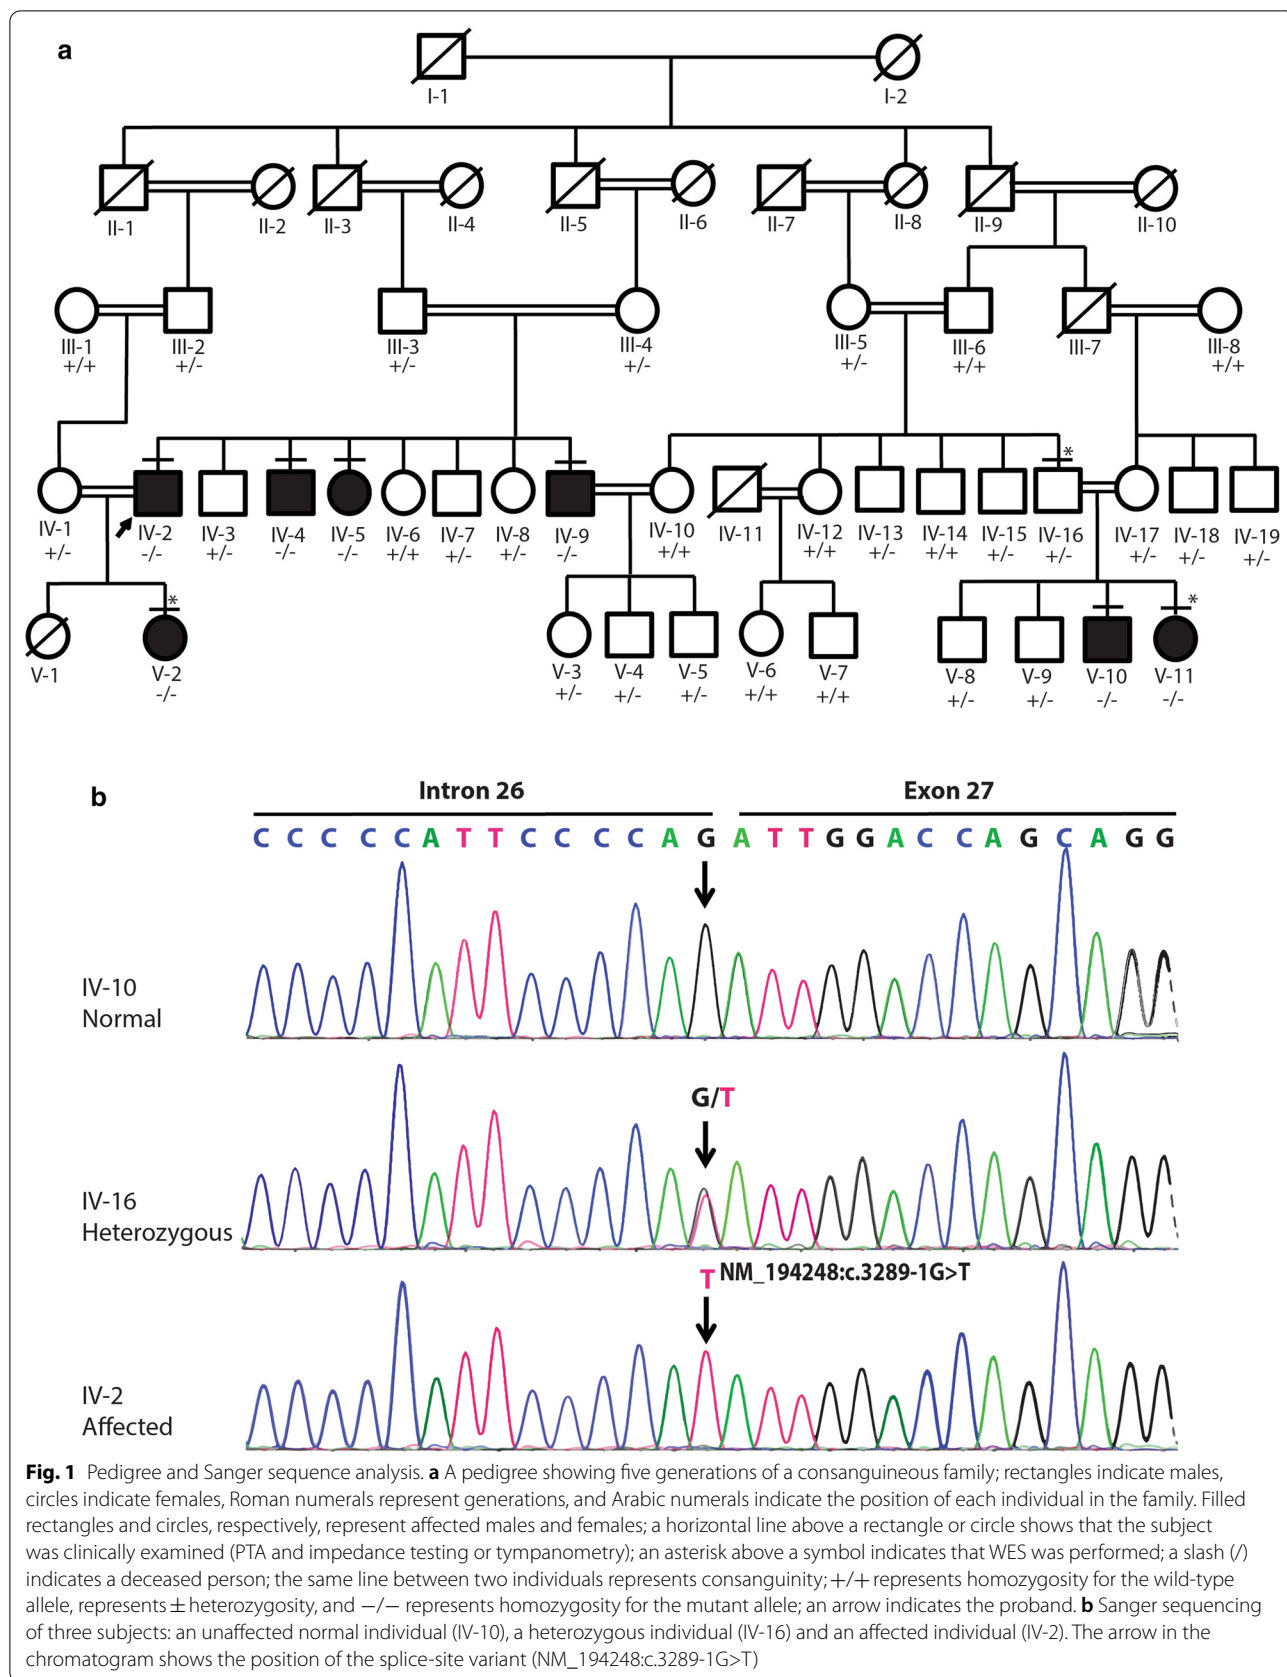 a
I-1 I-2
II-1 II-2 II-3 II-4 II-5 II-6 II-7 II-8 II-9 II-10
III-1 III-2 III-3 III-4 III-5 III-6 III-7 III-8
+/+ +/- +/- +/- +/- +/+ +/+
* 
IV-1 IV-2 IV-3 IV-4 IV-5 IV-6 IV-7 IV-8 IV-9 IV-10 IV-11 IV-12 IV-13 IV-14 IV-15 IV-16 IV-17 IV-18 IV-19
+/- -/- +/- -/- -/- +/+ +/- +/- -/- +/+ +/+ +/- +/+ +/- +/- +/- +/- +/-
* *
V-1 V-2 V-3 V-4 V-5 V-6 V-7 V-8 V-9 V-10 V-11
-/- +/- +/- +/- +/+ +/+ +/- +/- -/- -/-
b
Intron 26 Exon 27
C C C C C A T T C C C C A G A T T G G A C C A G C A G G
IV-10
Normal
G/T
IV-16
Heterozygous
T NM_194248:c.3289-1G>T
IV-2
Affected
Fig. 1 Pedigree and Sanger sequence analysis. a A pedigree showing five generations of a consanguineous family; rectangles indicate males,
circles indicate females, Roman numerals represent generations, and Arabic numerals indicate the position of each individual in the family. Filled
rectangles and circles, respectively, represent affected males and females; a horizontal line above a rectangle or circle shows that the subject
was clinically examined (PTA and impedance testing or tympanometry); an asterisk above a symbol indicates that WES was performed; a slash (/)
indicates a deceased person; the same line between two individuals represents consanguinity; +/+ represents homozygosity for the wild-type
allele, represents ± heterozygosity, and −/− represents homozygosity for the mutant allele; an arrow indicates the proband. b Sanger sequencing
of three subjects: an unaffected normal individual (IV-10), a heterozygous individual (IV-16) and an affected individual (IV-2). The arrow in the
chromatogram shows the position of the splice-site variant (NM_194248:c.3289-1G>T)